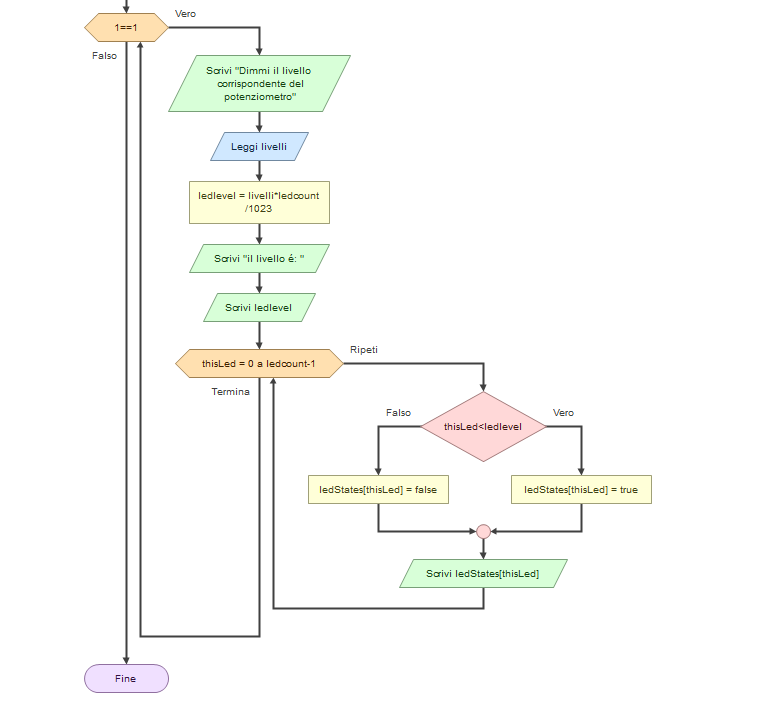 Vero
1==1
Falso
Scrivi "Dimmi il livello
corrispondente del
potenziometro"
Leggi livelli
ledlevel = livelli*ledcount
/1023
Scrivi "il livello é: "
Scrivi ledlevel
Ripeti
thisLed = 0 a ledcount-1
Termina
Falso
Vero
thisLed<ledlevel
ledStates[thisLed] = false
ledStates[thisLed] = true
Scrivi ledStates[thisLed]
Fine